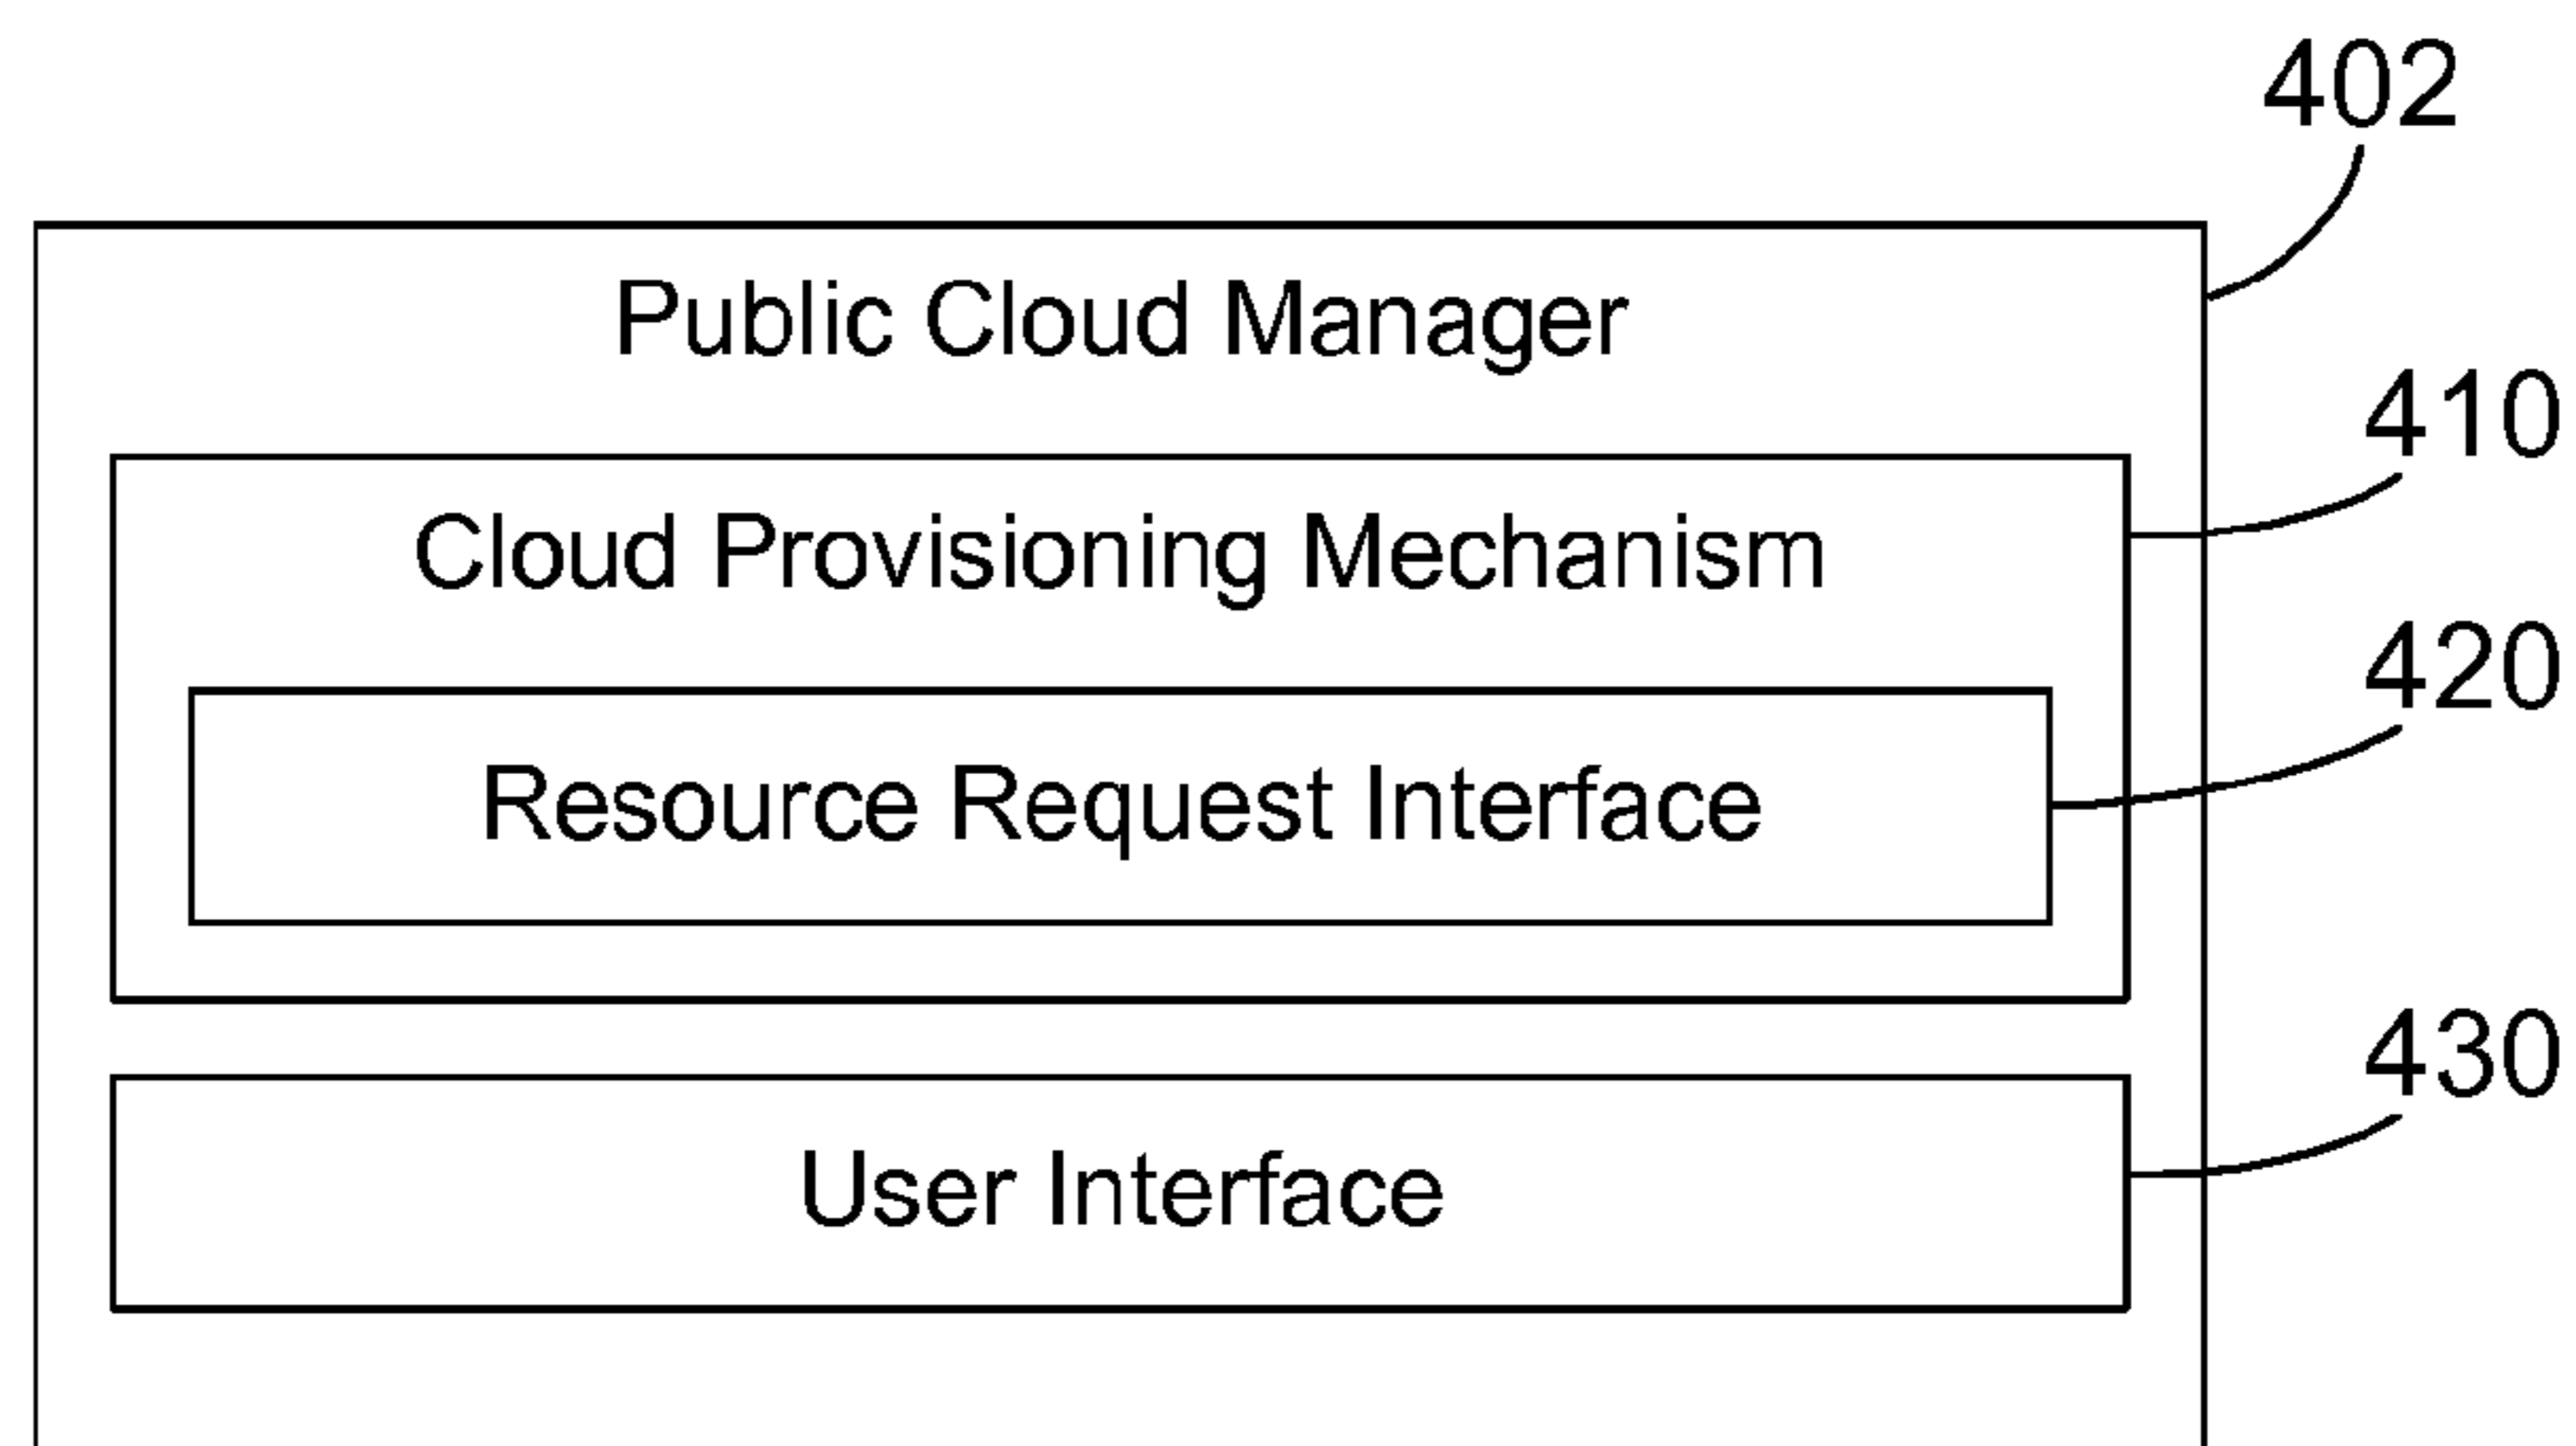 402
Public Cloud Manager
410
Cloud Provisioning Mechanism
420
Resource Request Interface
430
User Interface